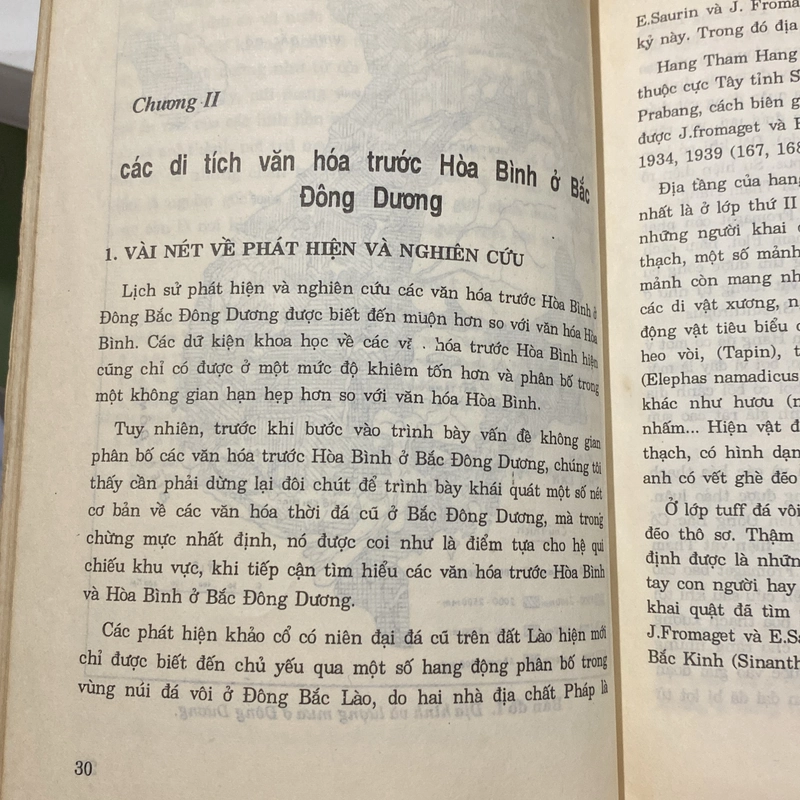 Chương II
các di tích văn hóa trước Hòa Bình ở Bắc
Đông Dương
1. VÀI NÉT VỀ PHÁT HIỆN VÀ NGHIÊN CỨU
Lịch sử phát hiện và nghiên cứu các văn hóa trước Hòa Bình ở
Đông Bắc Đông Dương được biết đến muộn hơn so với văn hóa Hòa
Bình. Các dữ kiện khoa học về các vă hóa trước Hòa Bình hiện
cũng chỉ có được ở một mức độ khiêm tốn hơn và phân bố trong
một không gian hạn hẹp hơn so với văn hóa Hòa Bình.
Tuy nhiên, trước khi bước vào trình bày vấn đề không gian
phân bố các văn hóa trước Hòa Bình ở Bắc Đông Dương, chúng tôi
thấy cần phải dừng lại đôi chút để trình bày khái quát một số nét
cơ bản về các văn hóa thời đá cũ ở Bắc Đông Dương, mà trong
chừng mực nhất định, nó được coi như là điểm tựa cho hệ qui
chiếu khu vực, khi tiếp cận tìm hiểu các văn hóa trước Hòa Bình
và Hòa Bình ở Bắc Đông Dương.
Các phát hiện khảo cổ có niên đại đá cũ trên đất Lào hiện mới
chỉ được biết đến chủ yếu qua một số hang động phân bố trong
vùng núi đá vôi ở Đông Bắc Lào, do hai nhà địa chất Pháp là
30
E.Saurin và J. Froma
kỷ này. Trong đó địa
Hang Tham Hang
thuộc cực Tây tỉnh S
Prabang, cách biên g
được J.fromaget và E
1934, 1939 (167, 168
Địa tầng của hang
nhất là ở lớp thứ II
những người khai
thạch, một số mảnh
mảnh còn mang nh
các di vật xương, n
động vật tiêu biểu
heo vòi, (Tapin), t
(Elephas namadicus
khác như hươu (
nhấm... Hiện vật đ
thạch, có hình dạn
anh có vết ghè đẽo
Ở lớp tuff đá vôi
đẽo thô sơ. Thậm
định được là nhữn
tay con người hay
khai quật đã tìm
J.Fromaget và E.Sa
Bắc Kinh (Sinanth